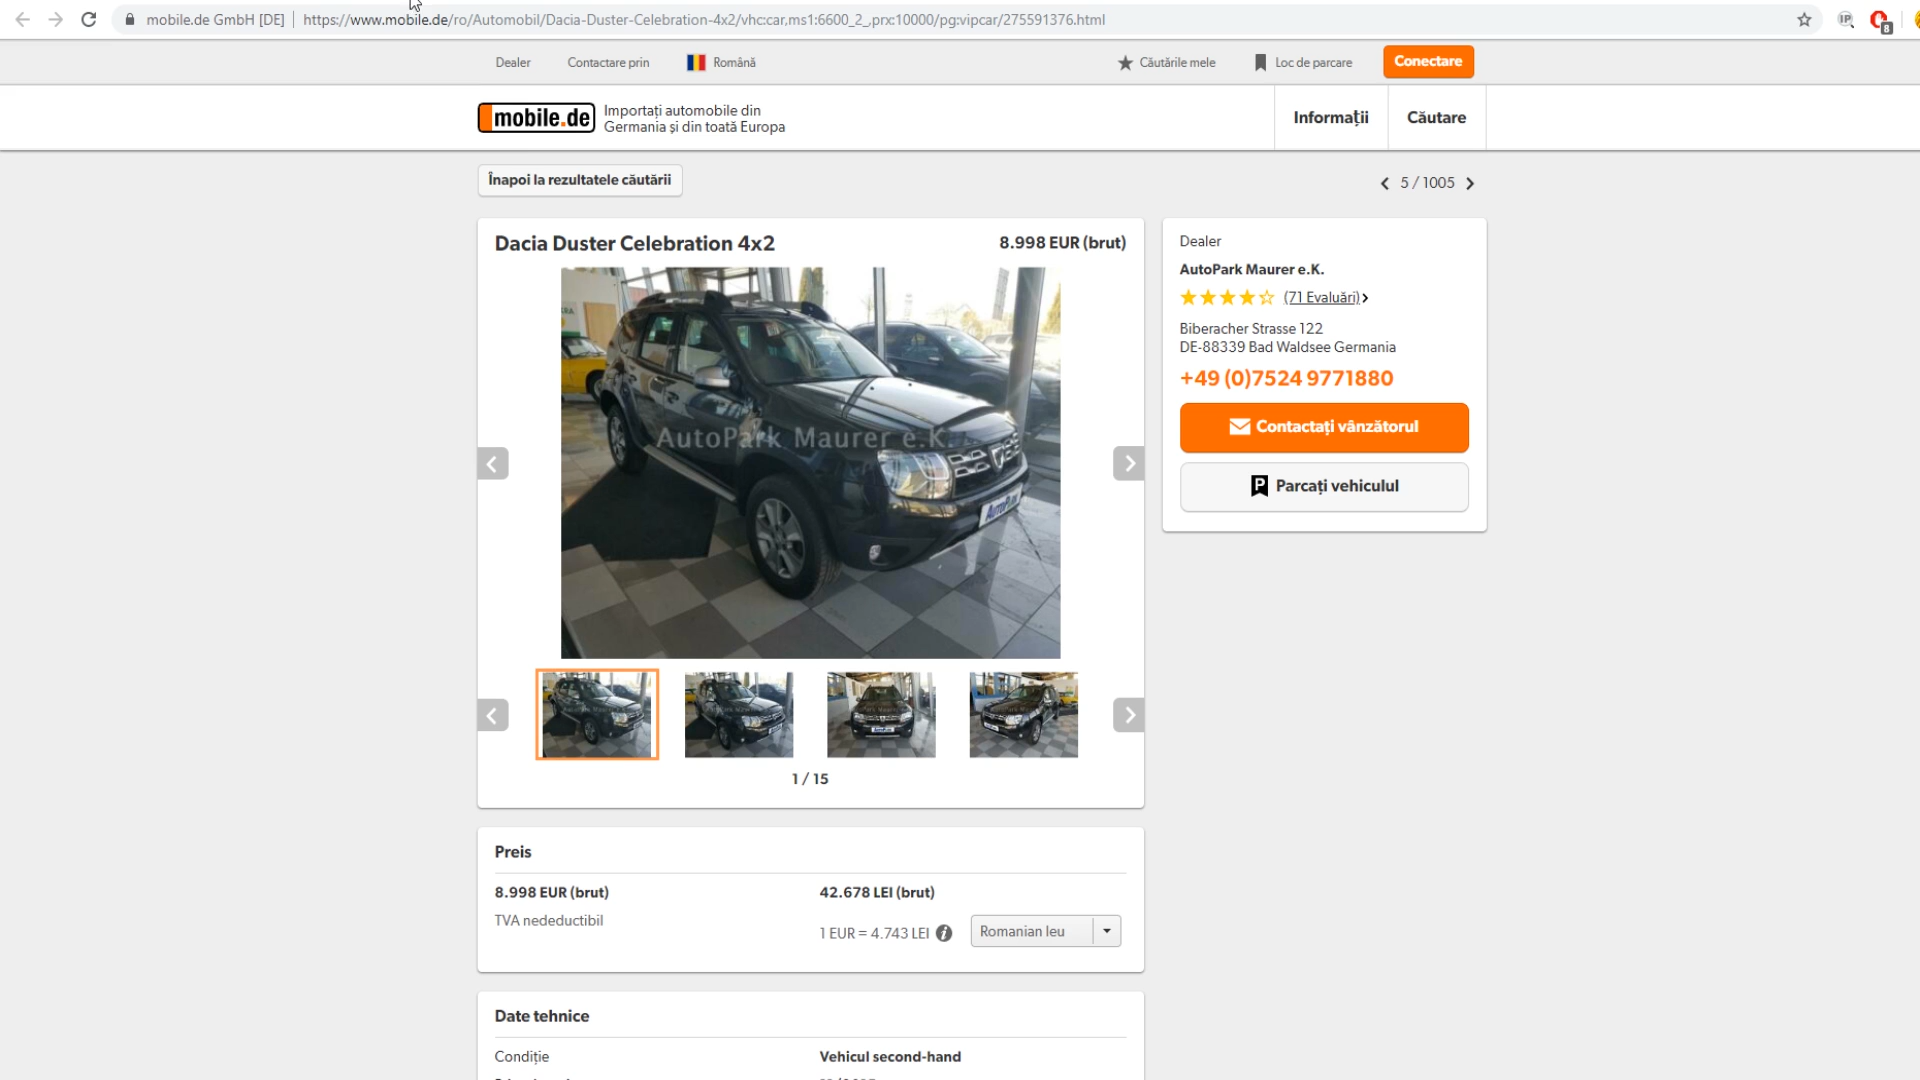 mobile.de GmbH [DE] https://www.mobile.de/ro/Automobil/Dacia-Duster-Celebration-4x2/vhc:car,ms1:6600_2_,prx:10000/pg:vipcar/275591376.html
IP
8
Dealer Contactare prin Română Căutările mele Loc de parcare Conectare
mobile.de
Importați automobile din
Germania și din toată Europa
Informații Căutare
Înapoi la rezultatele căutării
5 / 1005
Dacia Duster Celebration 4x2 8.998 EUR (brut)
AutoPark Maurer e.K.
AutoPark
1 / 15
Dealer
AutoPark Maurer e.K.
(71 Evaluări)
Biberacher Strasse 122
DE-88339 Bad Waldsee Germania
+49 (0)7524 9771880
Contactați vânzătorul
P Parcați vehiculul
Preis
8.998 EUR (brut) 42.678 LEI (brut)
TVA nedeductibil
1 EUR = 4.743 LEI i Romanian leu
Date tehnice
Condiție Vehicul second-hand